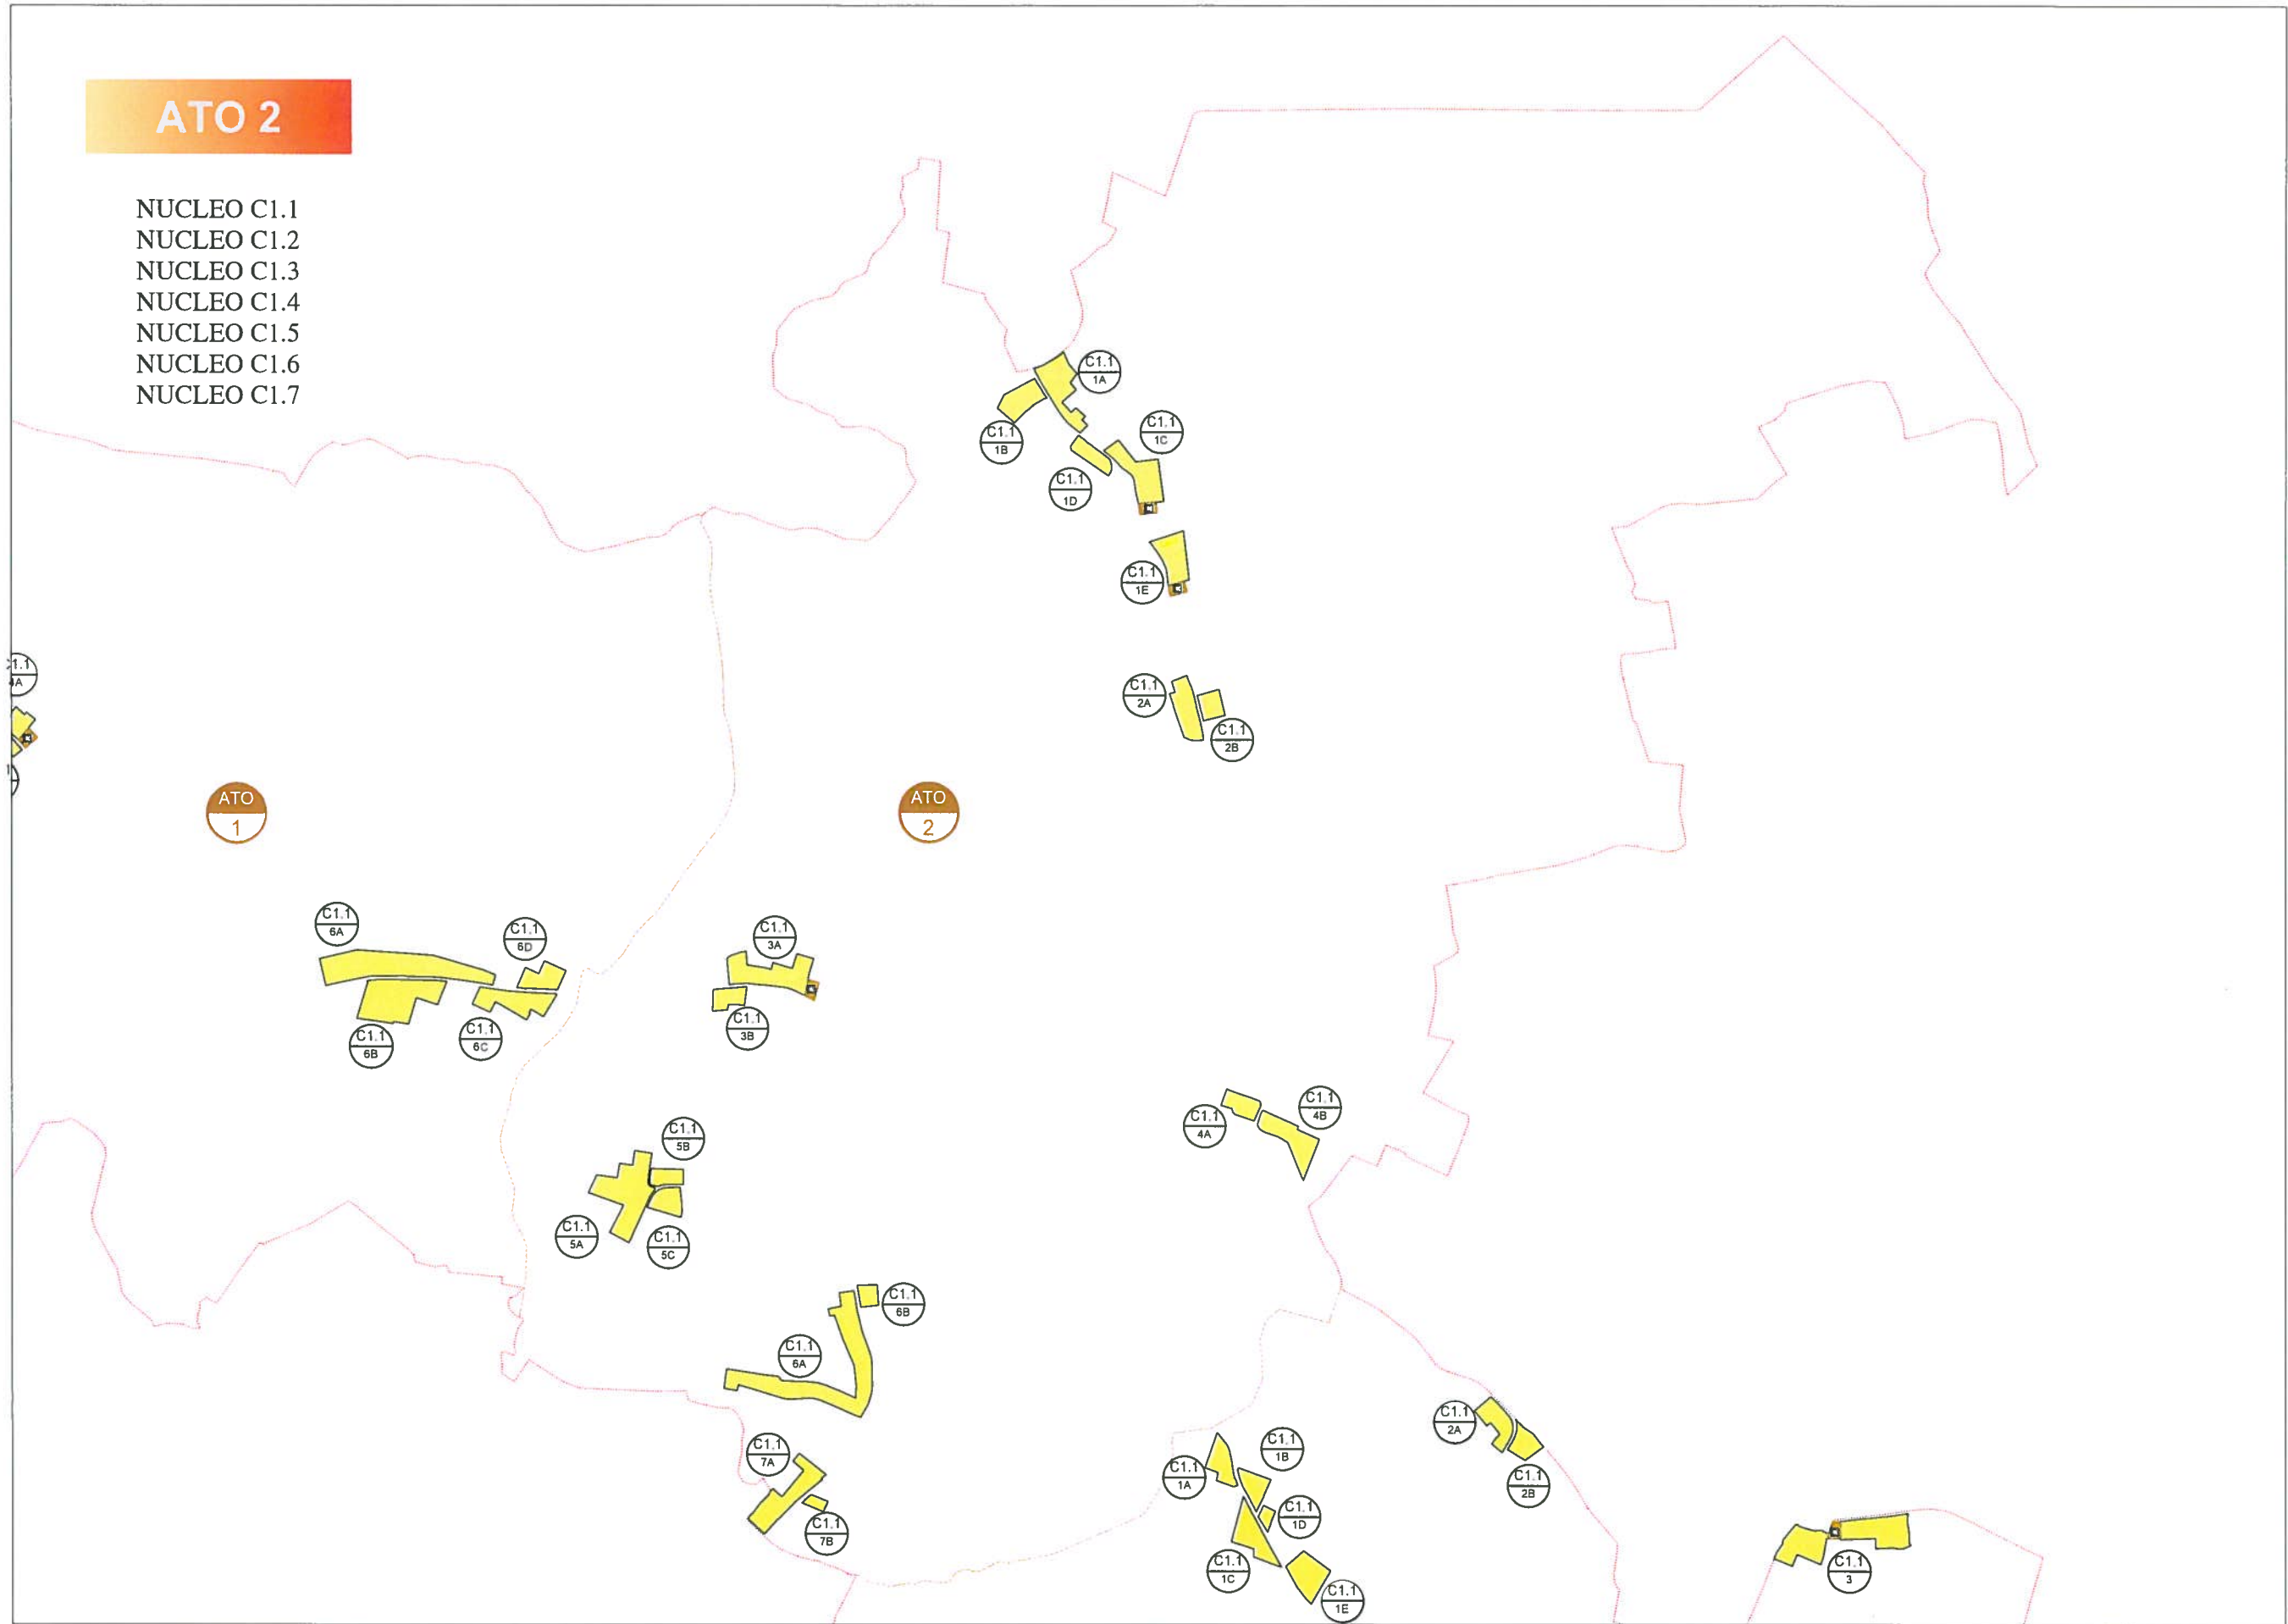 ATO 2
NUCLEO C1.1
NUCLEO C1.2
NUCLEO C1.3
NUCLEO C1.4
NUCLEO C1.5
NUCLEO C1.6
NUCLEO C1.7
C1.1
1A
C1.1
1B
C1.1
1C
C1.1
1D
C1.1
1E
C1.1
2A
C1.1
2B
ATO
1
ATO
2
C1.1
6A
C1.1
6D
C1.1
6B
C1.1
6C
C1.1
3A
C1.1
3B
C1.1
4A
C1.1
4B
C1.1
5B
C1.1
5A
C1.1
5C
C1.1
6B
C1.1
6A
C1.1
7A
C1.1
7B
C1.1
1A
C1.1
1B
C1.1
1D
C1.1
1C
C1.1
1E
C1.1
2A
C1.1
2B
C1.1
3